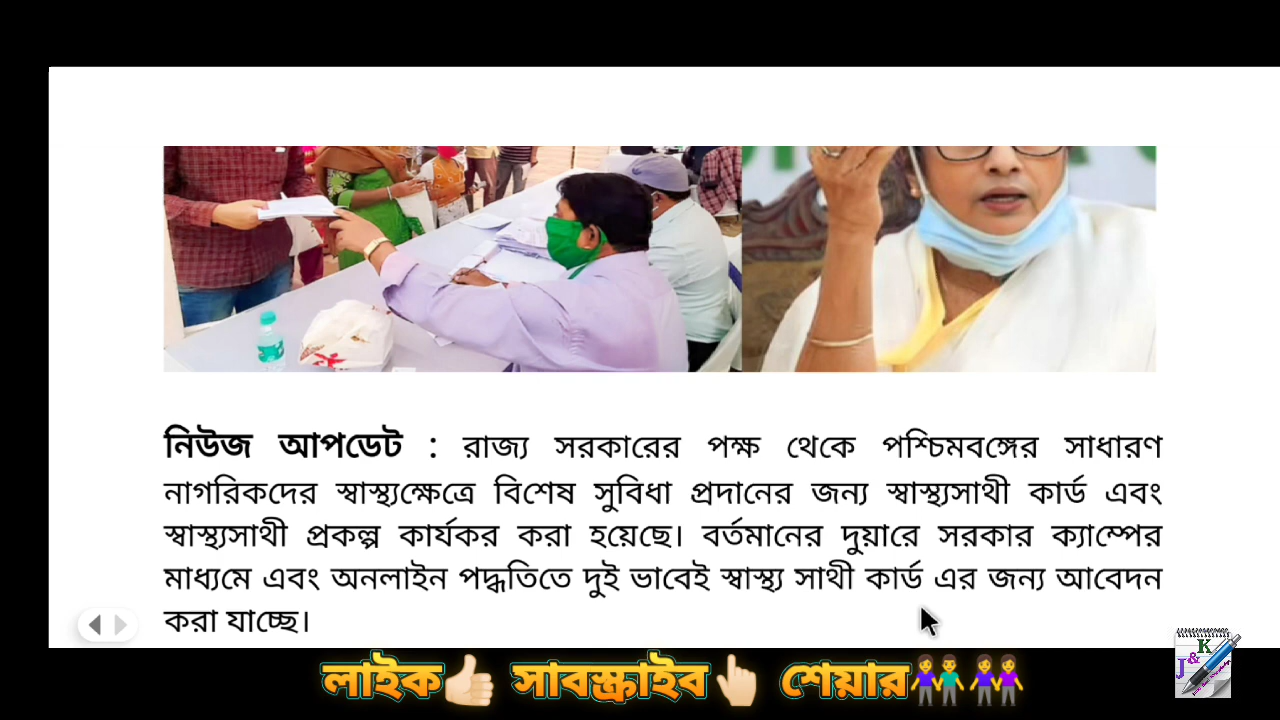 নিউজ আপডেট : রাজ্য সরকারের পক্ষ থেকে পশ্চিমবঙ্গের সাধারণ
নাগরিকদের স্বাস্থ্যক্ষেত্রে বিশেষ সুবিধা প্রদানের জন্য স্বাস্থ্যসাথী কার্ড এবং
স্বাস্থ্যসাথী প্রকল্প কার্যকর করা হয়েছে। বর্তমানের দুয়ারে সরকার ক্যাম্পের
মাধ্যমে এবং অনলাইন পদ্ধতিতে দুই ভাবেই স্বাস্থ্য সাথী কার্ড এর জন্য আবেদন
করা যাচ্ছে।
লাইক👍🏻 সাবস্ক্রাইব👆🏻 শেয়ার👫👭
J&K